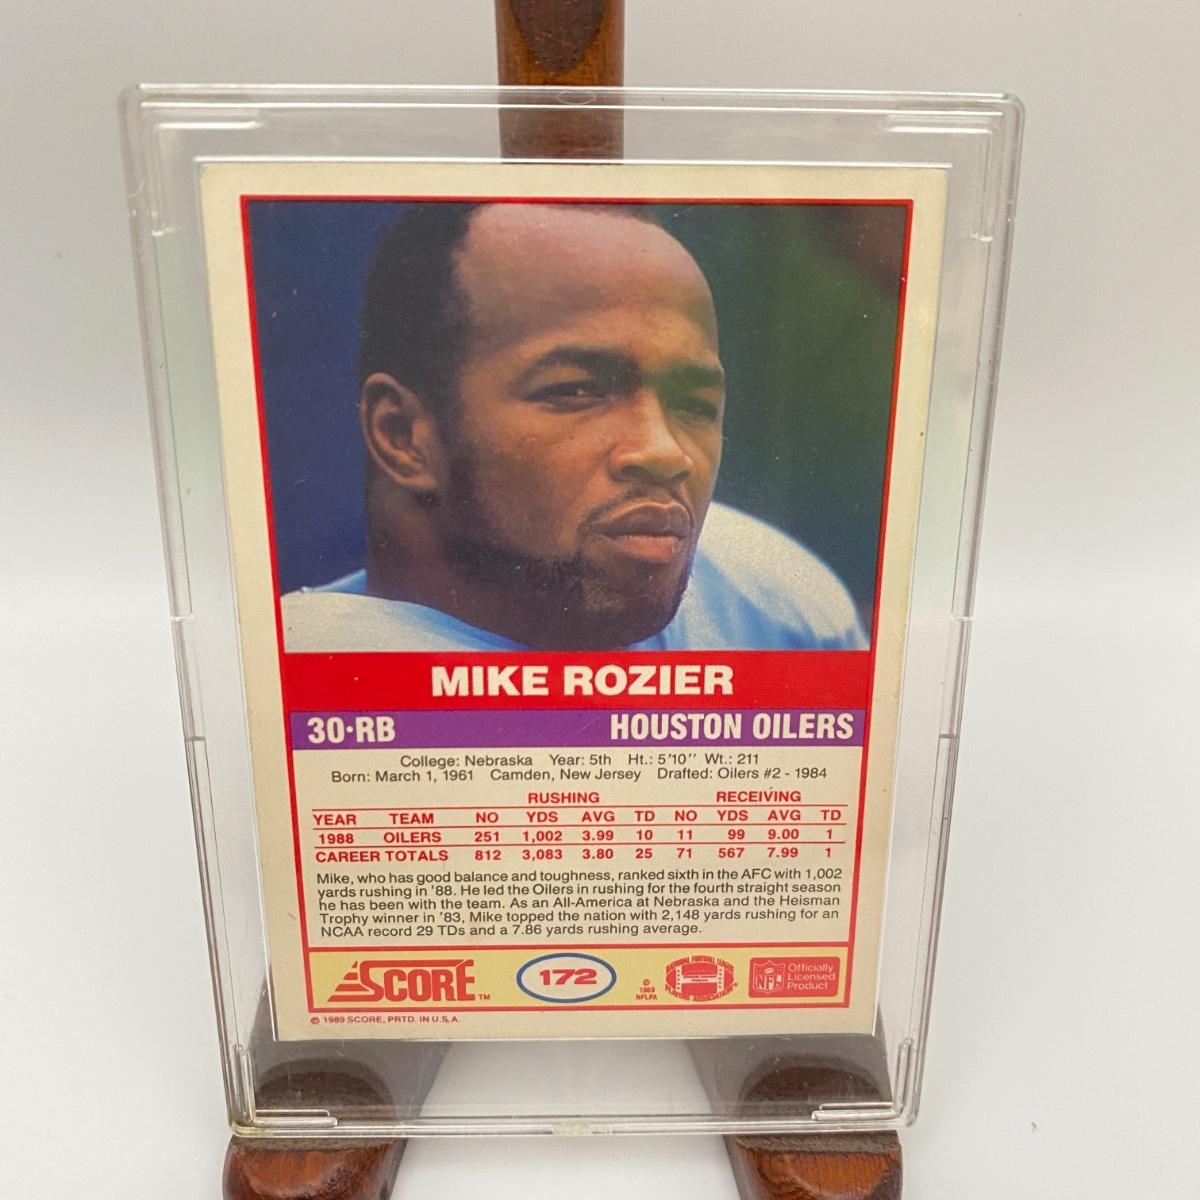 MIKE ROZIER
30•RB HOUSTON OILERS
College: Nebraska Year: 5th Ht.: 5'10'' Wt.: 211
Born: March 1, 1961 Camden, New Jersey Drafted: Oilers #2 - 1984
RUSHING RECEIVING
YEAR TEAM NO YDS AVG TD NO YDS AVG TD
1988 OILERS 251 1,002 3.99 10 11 99 9.00 1
CAREER TOTALS 812 3,083 3.80 25 71 567 7.99 1
Mike, who has good balance and toughness, ranked sixth in the AFC with 1,002
yards rushing in '88. He led the Oilers in rushing for the fourth straight season
he has been with the team. As an All-America at Nebraska and the Heisman
Trophy winner in '83, Mike topped the nation with 2,148 yards rushing for an
NCAA record 29 TDs and a 7.86 yards rushing average.
SCORE™
172
©
1989
NFLPA
NATIONAL FOOTBALL LEAGUE
PLAYERS ASSOCIATION
NFL
Officially
Licensed
Product
© 1989 SCORE, PRTD. IN U.S.A.